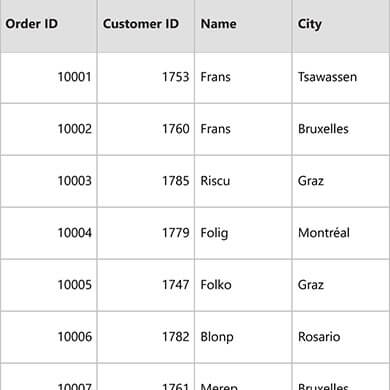 Order ID Customer ID Name City
10001 1753 Frans Tsawassen
10002 1760 Frans Bruxelles
10003 1785 Riscu Graz
10004 1779 Folig Montréal
10005 1747 Folko Graz
10006 1782 Blonp Rosario
10007 1761 Merep Bruxelles